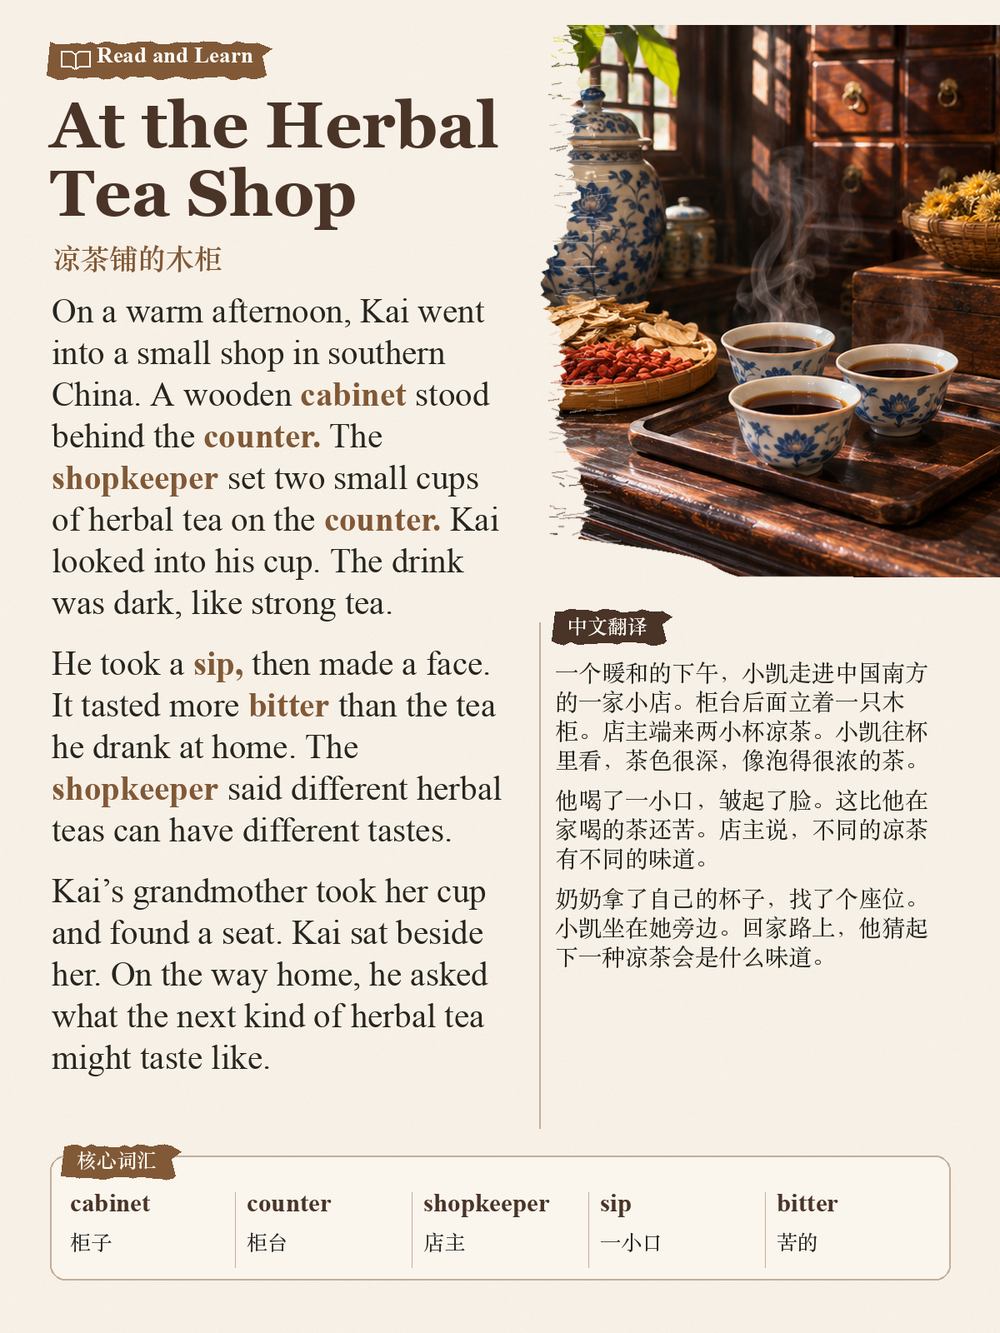 Read and Learn
At the Herbal
Tea Shop
凉茶铺的木柜
On a warm afternoon, Kai went
into a small shop in southern
China. A wooden cabinet stood
behind the counter. The
shopkeeper set two small cups
of herbal tea on the counter. Kai
looked into his cup. The drink
was dark, like strong tea.
He took a sip, then made a face.
It tasted more bitter than the tea
he drank at home. The
shopkeeper said different herbal
teas can have different tastes.
Kai’s grandmother took her cup
and found a seat. Kai sat beside
her. On the way home, he asked
what the next kind of herbal tea
might taste like.
中文翻译
一个暖和的下午，小凯走进中国南方
的一家小店。柜台后面立着一只木
柜。店主端来两小杯凉茶。小凯往杯
里看，茶色很深，像泡得很浓的茶。
他喝了一小口，皱起了脸。这比他在
家喝的茶还苦。店主说，不同的凉茶
有不同的味道。
奶奶拿了自己的杯子，找了个座位。
小凯坐在她旁边。回家路上，他猜起
下一种凉茶会是什么味道。
核心词汇
cabinet
柜子
counter
柜台
shopkeeper
店主
sip
一小口
bitter
苦的